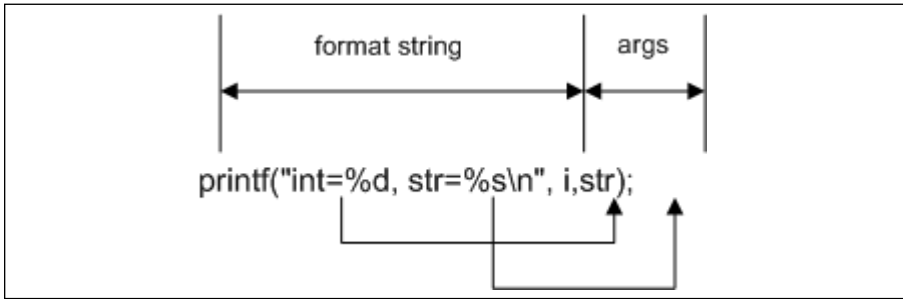 format string
args
printf("int=%d, str=%s\n", i,str);